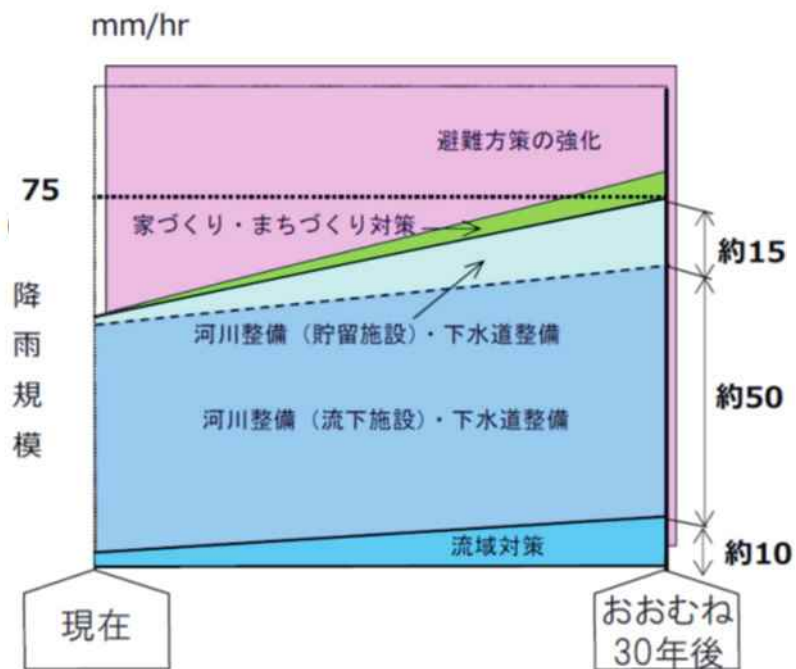 mm/hr
避難方策の強化
75
家づくり・まちづくり対策
約15
降雨規模
河川整備（貯留施設）・下水道整備
約50
河川整備（流下施設）・下水道整備
流域対策
約10
現在
おおむね
30年後